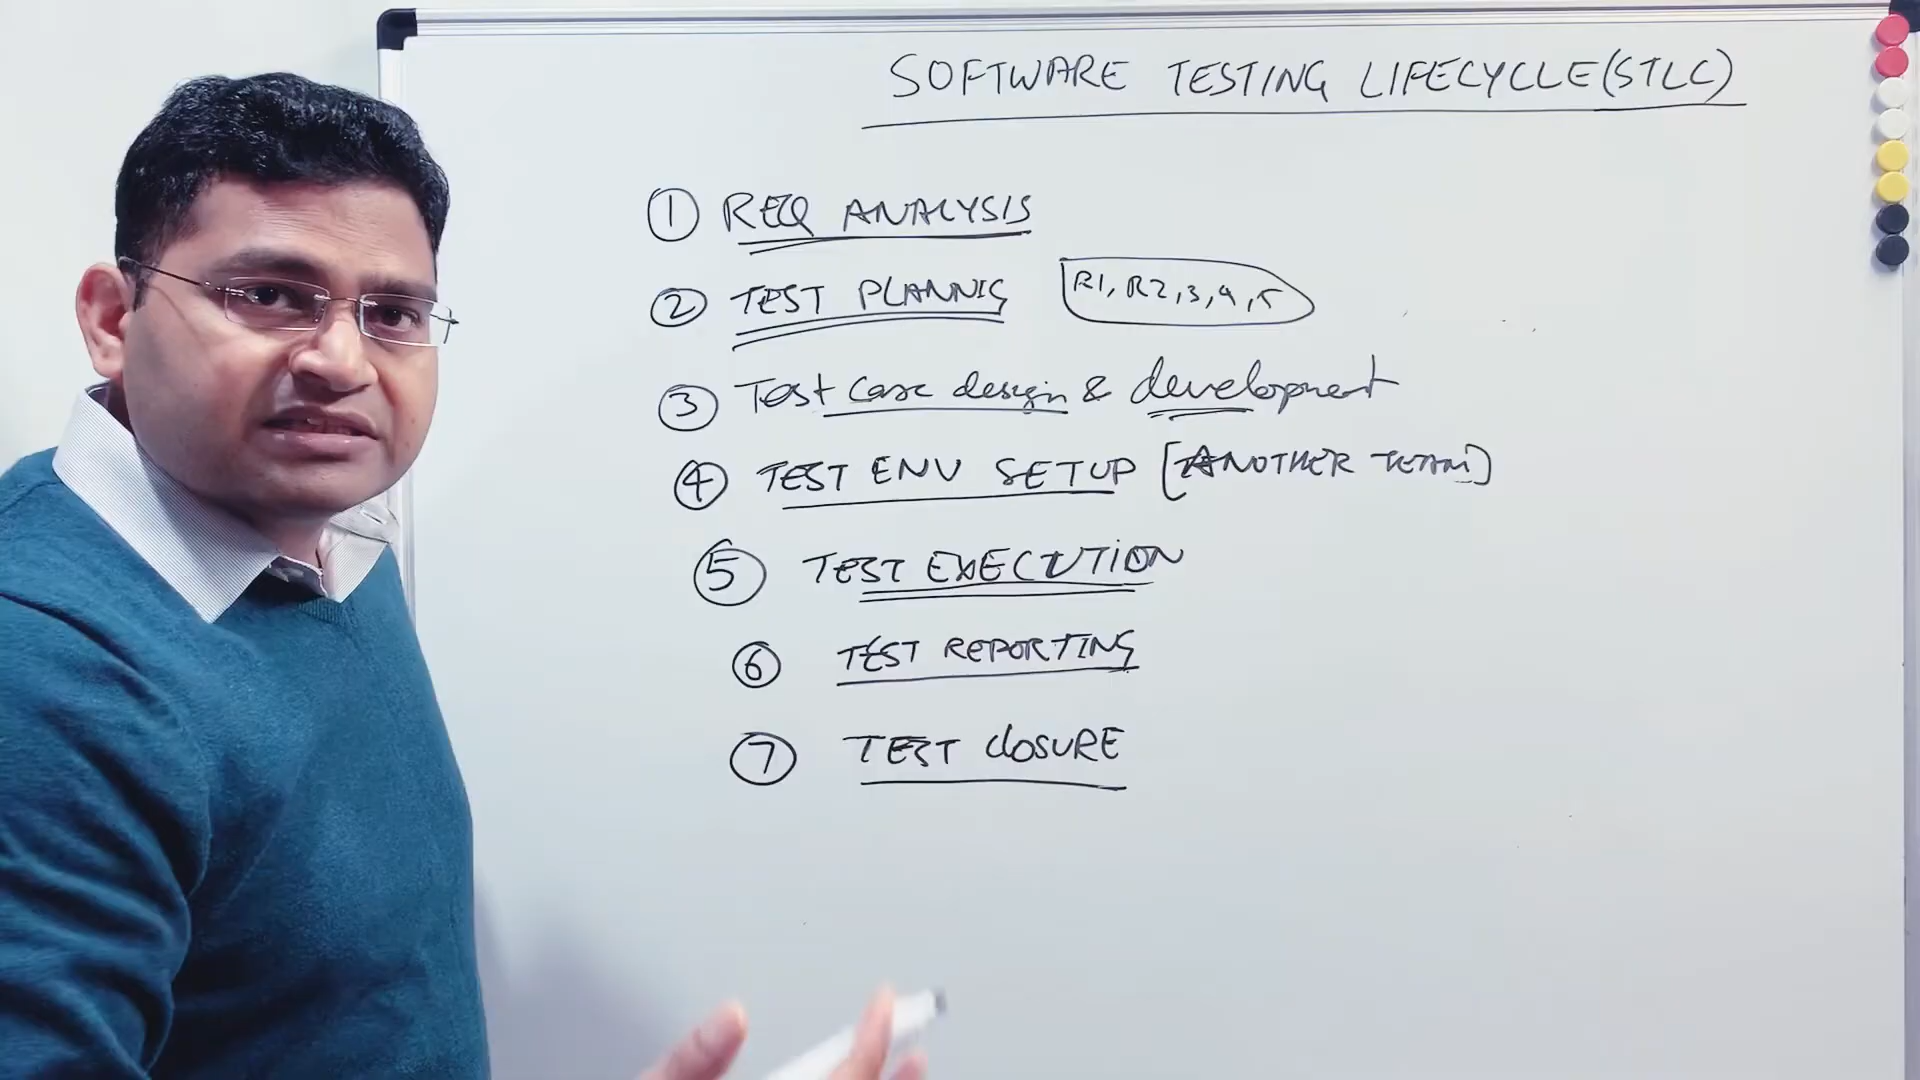 SOFTWARE TESTING LIFECYCLE(STLC)
1 REQ ANALYSIS
2 TEST PLANNIG R1, R2, 3, 4, 5
3 Test case design & development
4 TEST ENV SETUP [ANOTHER TEAM]
5 TEST EXECUTION
6 TEST REPORTING
7 TEST CLOSURE